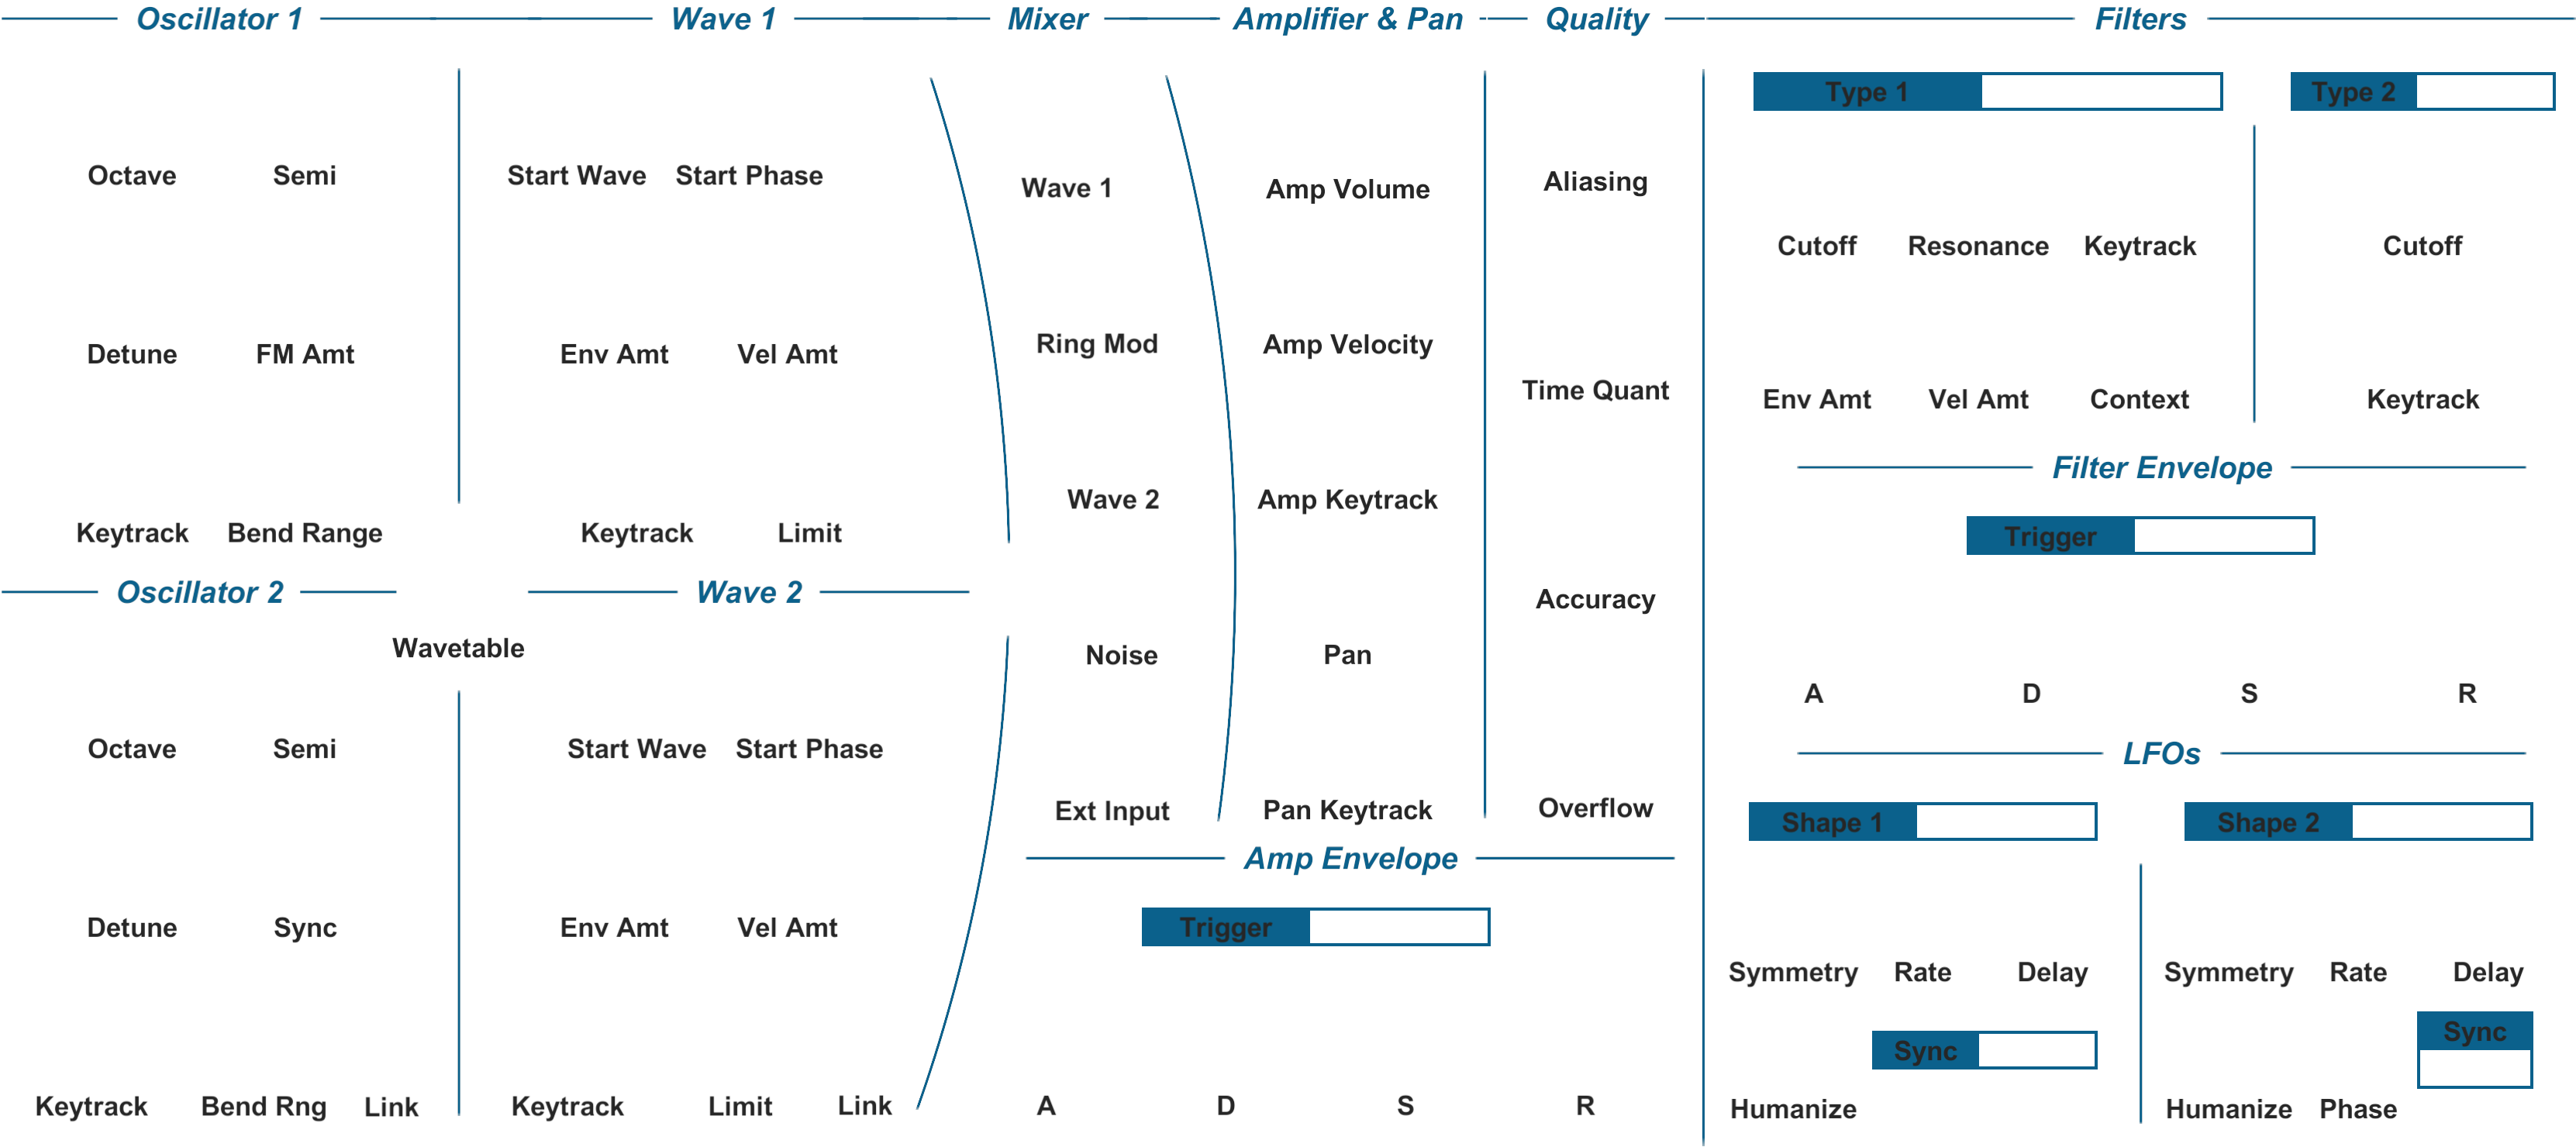 Oscillator 1
Octave Semi
Detune FM Amt
Keytrack Bend Range
Oscillator 2
Wavetable
Octave Semi
Detune Sync
Keytrack Bend Rng Link
Wave 1
Start Wave Start Phase
Env Amt Vel Amt
Keytrack Limit
Wave 2
Start Wave Start Phase
Env Amt Vel Amt
Keytrack Limit Link
Mixer
Wave 1
Ring Mod
Wave 2
Noise
Ext Input
Amplifier & Pan
Amp Volume
Amp Velocity
Amp Keytrack
Pan
Pan Keytrack
Quality
Aliasing
Time Quant
Accuracy
Overflow
Amp Envelope
Trigger
A D S R
Filters
Type 1 Type 2
Cutoff Resonance Keytrack Cutoff
Env Amt Vel Amt Context Keytrack
Filter Envelope
Trigger
A D S R
LFOs
Shape 1 Shape 2
Symmetry Rate Delay Symmetry Rate Delay
Sync Sync
Humanize Humanize Phase